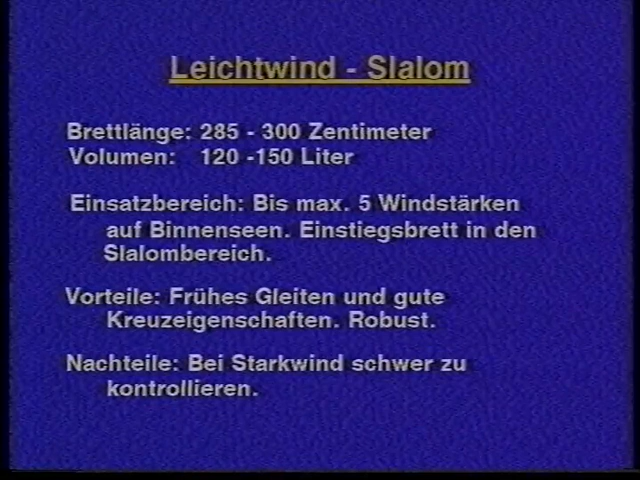 Leichtwind - Slalom
Brettlänge: 285 - 300 Zentimeter
Volumen: 120 -150 Liter
Einsatzbereich: Bis max. 5 Windstärken
auf Binnenseen. Einstiegsbrett in den
Slalombereich.
Vorteile: Frühes Gleiten und gute
Kreuzeigenschaften. Robust.
Nachteile: Bei Starkwind schwer zu
kontrollieren.